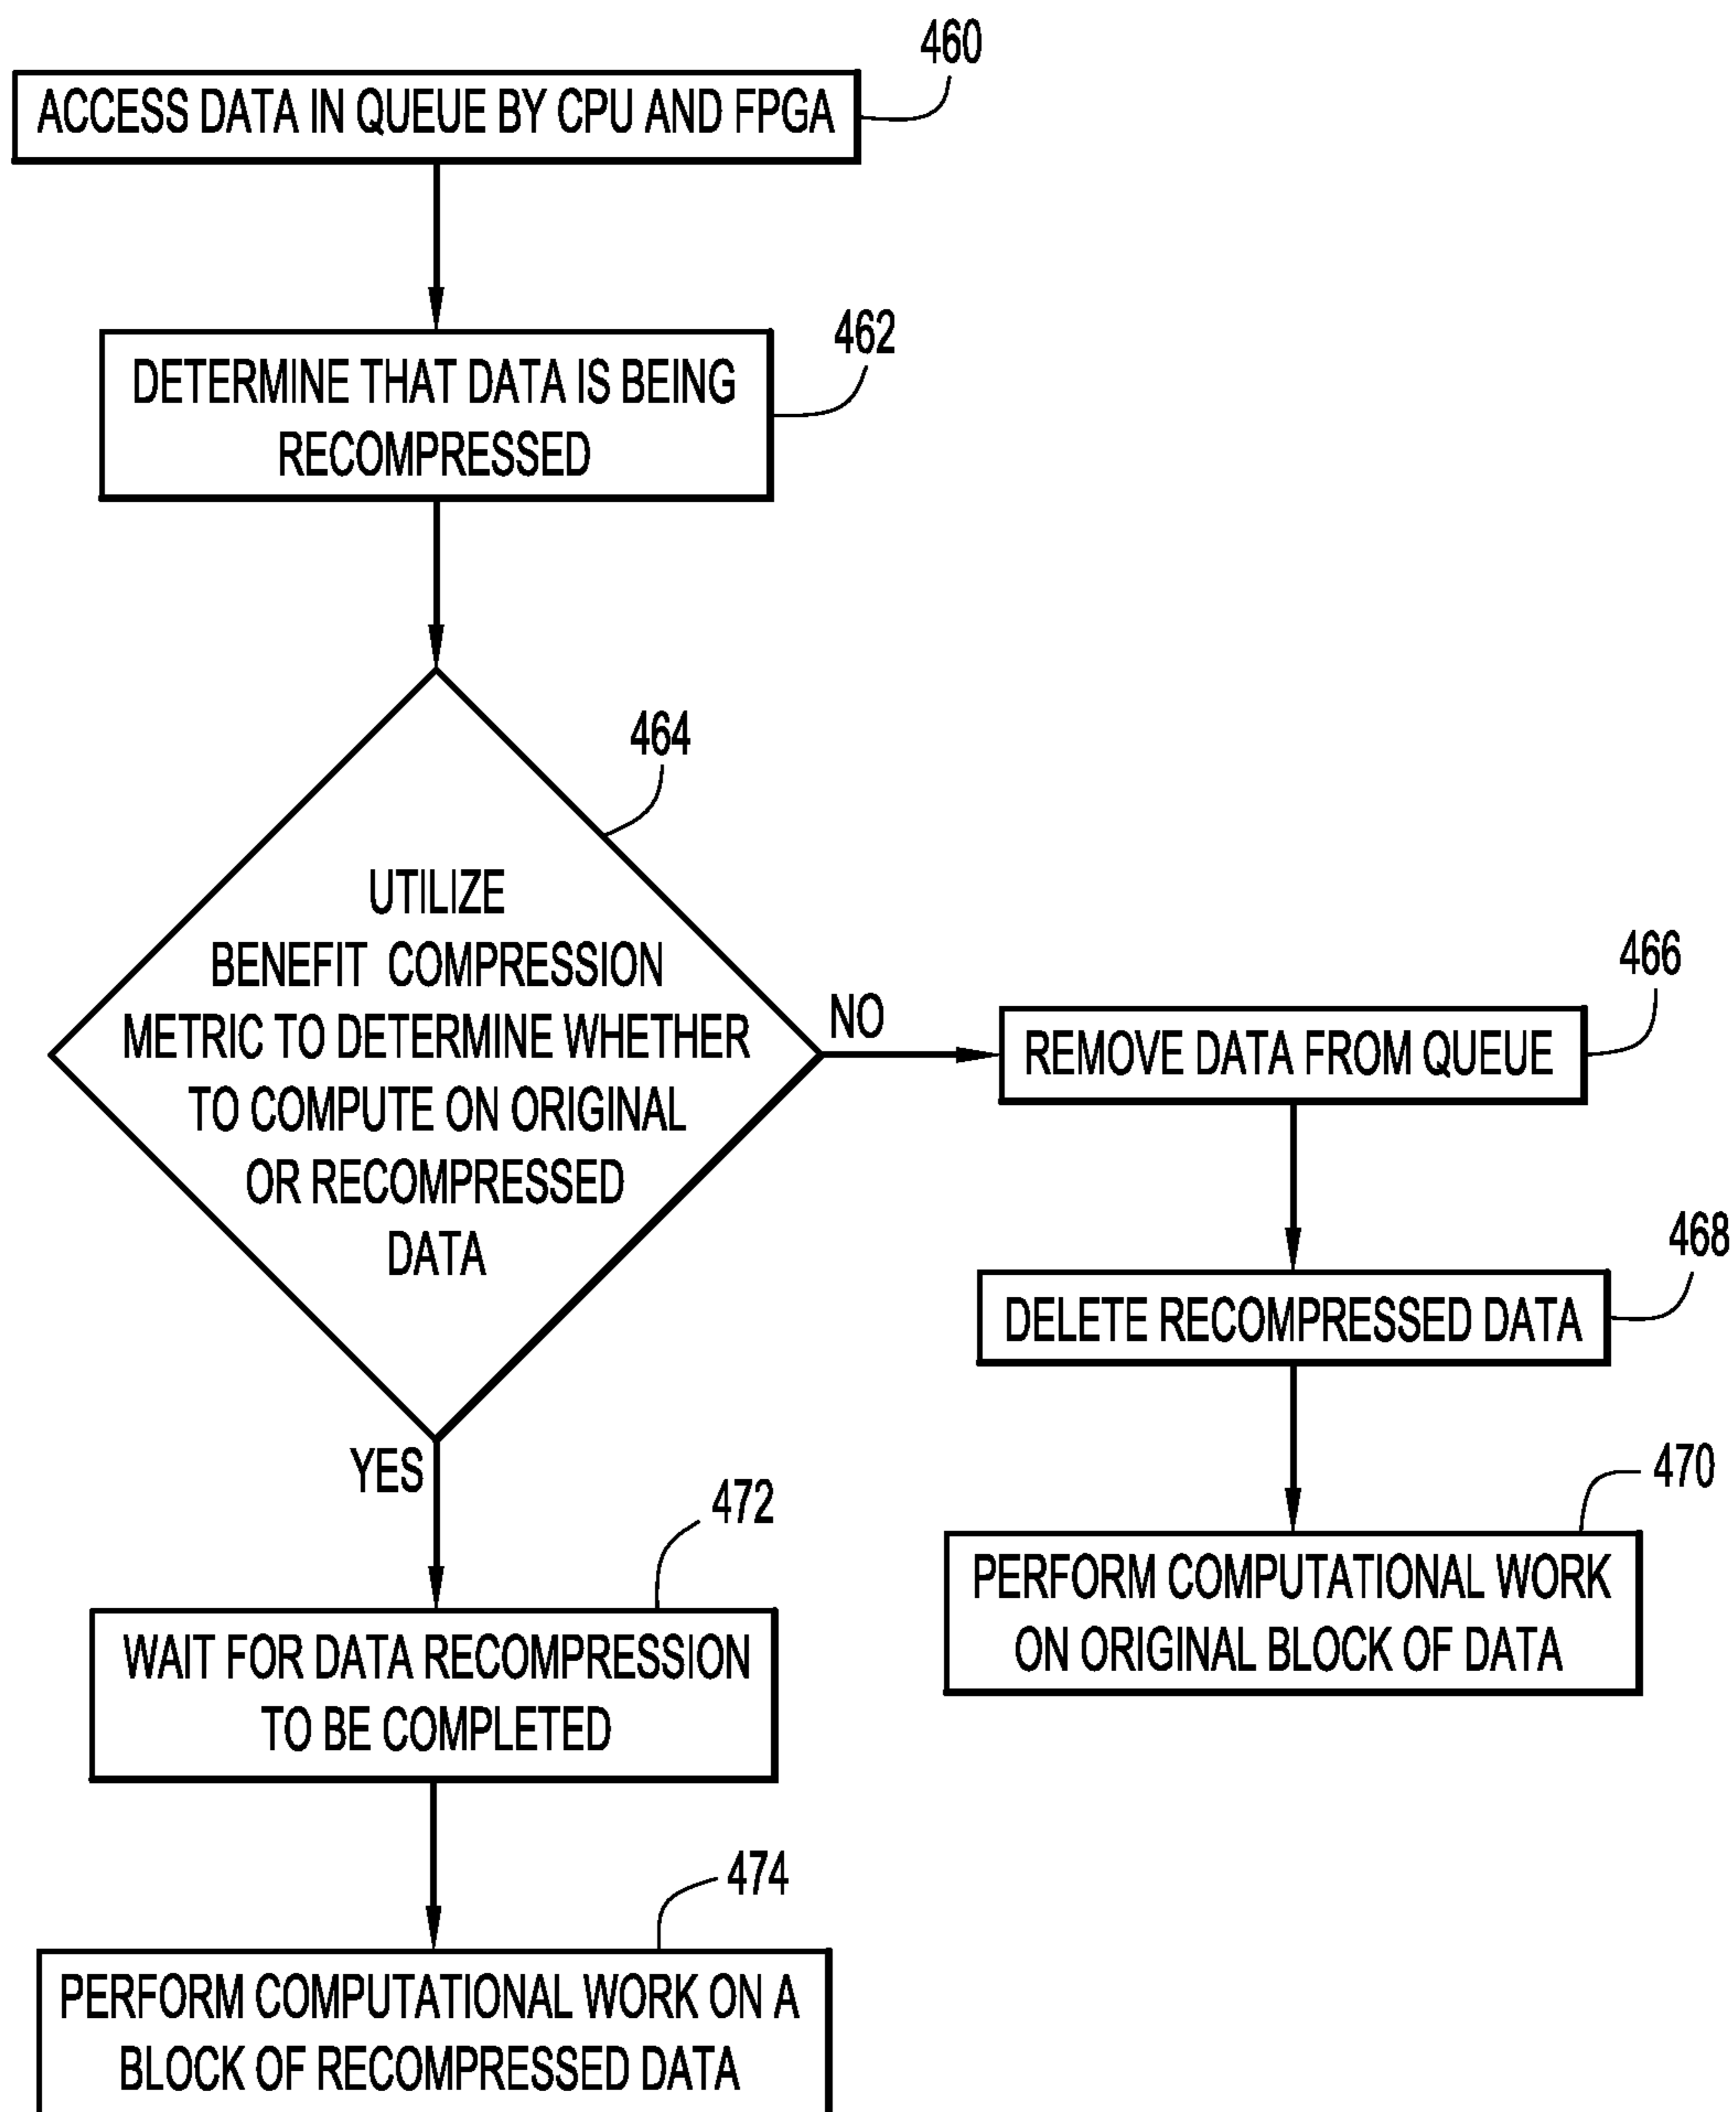 460
ACCESS DATA IN QUEUE BY CPU AND FPGA
462
DETERMINE THAT DATA IS BEING
RECOMPRESSED
464
UTILIZE
BENEFIT COMPRESSION
METRIC TO DETERMINE WHETHER
TO COMPUTE ON ORIGINAL
OR RECOMPRESSED
DATA
NO
466
REMOVE DATA FROM QUEUE
468
DELETE RECOMPRESSED DATA
470
PERFORM COMPUTATIONAL WORK
ON ORIGINAL BLOCK OF DATA
YES
472
WAIT FOR DATA RECOMPRESSION
TO BE COMPLETED
474
PERFORM COMPUTATIONAL WORK ON A
BLOCK OF RECOMPRESSED DATA